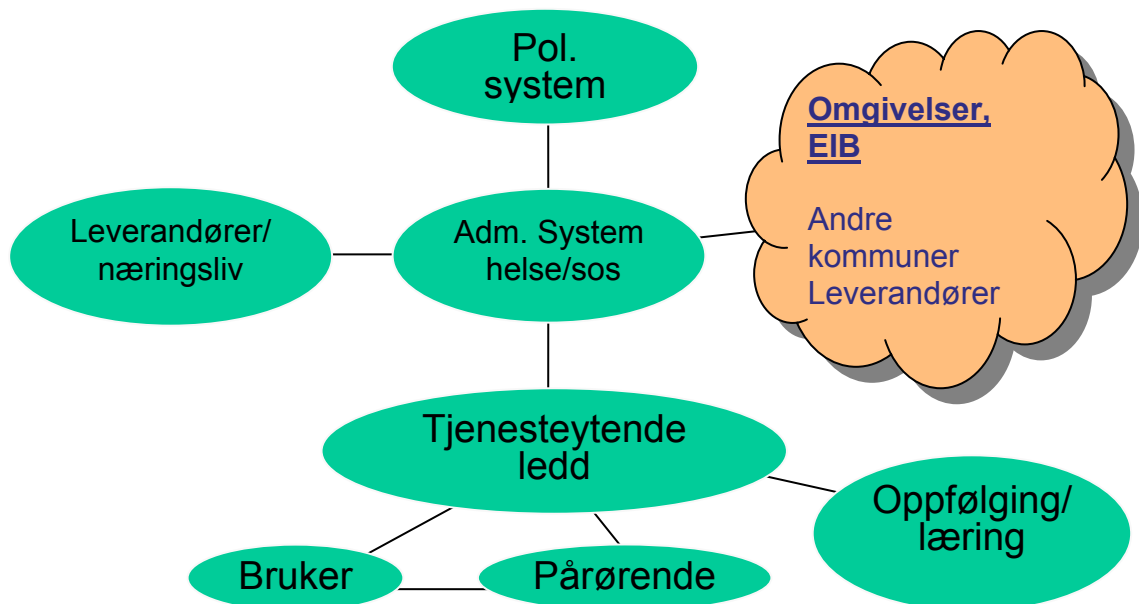 Pol.
system
Omgivelser,
EIB
Andre
kommuner
Leverandører
Leverandører/
næringsliv
Adm. System
helse/sos
Tjenesteytende
ledd
Oppfølging/
læring
Bruker
Pårørende